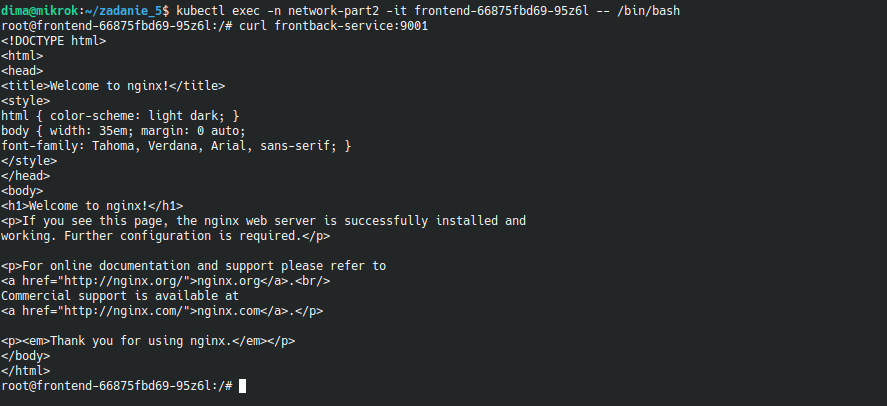 dima@mikrok:~/zadanie_5$ kubectl exec -n network-part2 -it frontend-66875fbd69-95z6l -- /bin/bash
root@frontend-66875fbd69-95z6l:/# curl frontback-service:9001
<!DOCTYPE html>
<html>
<head>
<title>Welcome to nginx!</title>
<style>
html { color-scheme: light dark; }
body { width: 35em; margin: 0 auto;
font-family: Tahoma, Verdana, Arial, sans-serif; }
</style>
</head>
<body>
<h1>Welcome to nginx!</h1>
<p>If you see this page, the nginx web server is successfully installed and
working. Further configuration is required.</p>

<p>For online documentation and support please refer to
<a href="http://nginx.org/">nginx.org</a>.<br/>
Commercial support is available at
<a href="http://nginx.com/">nginx.com</a>.</p>

<p><em>Thank you for using nginx.</em></p>
</body>
</html>
root@frontend-66875fbd69-95z6l:/#